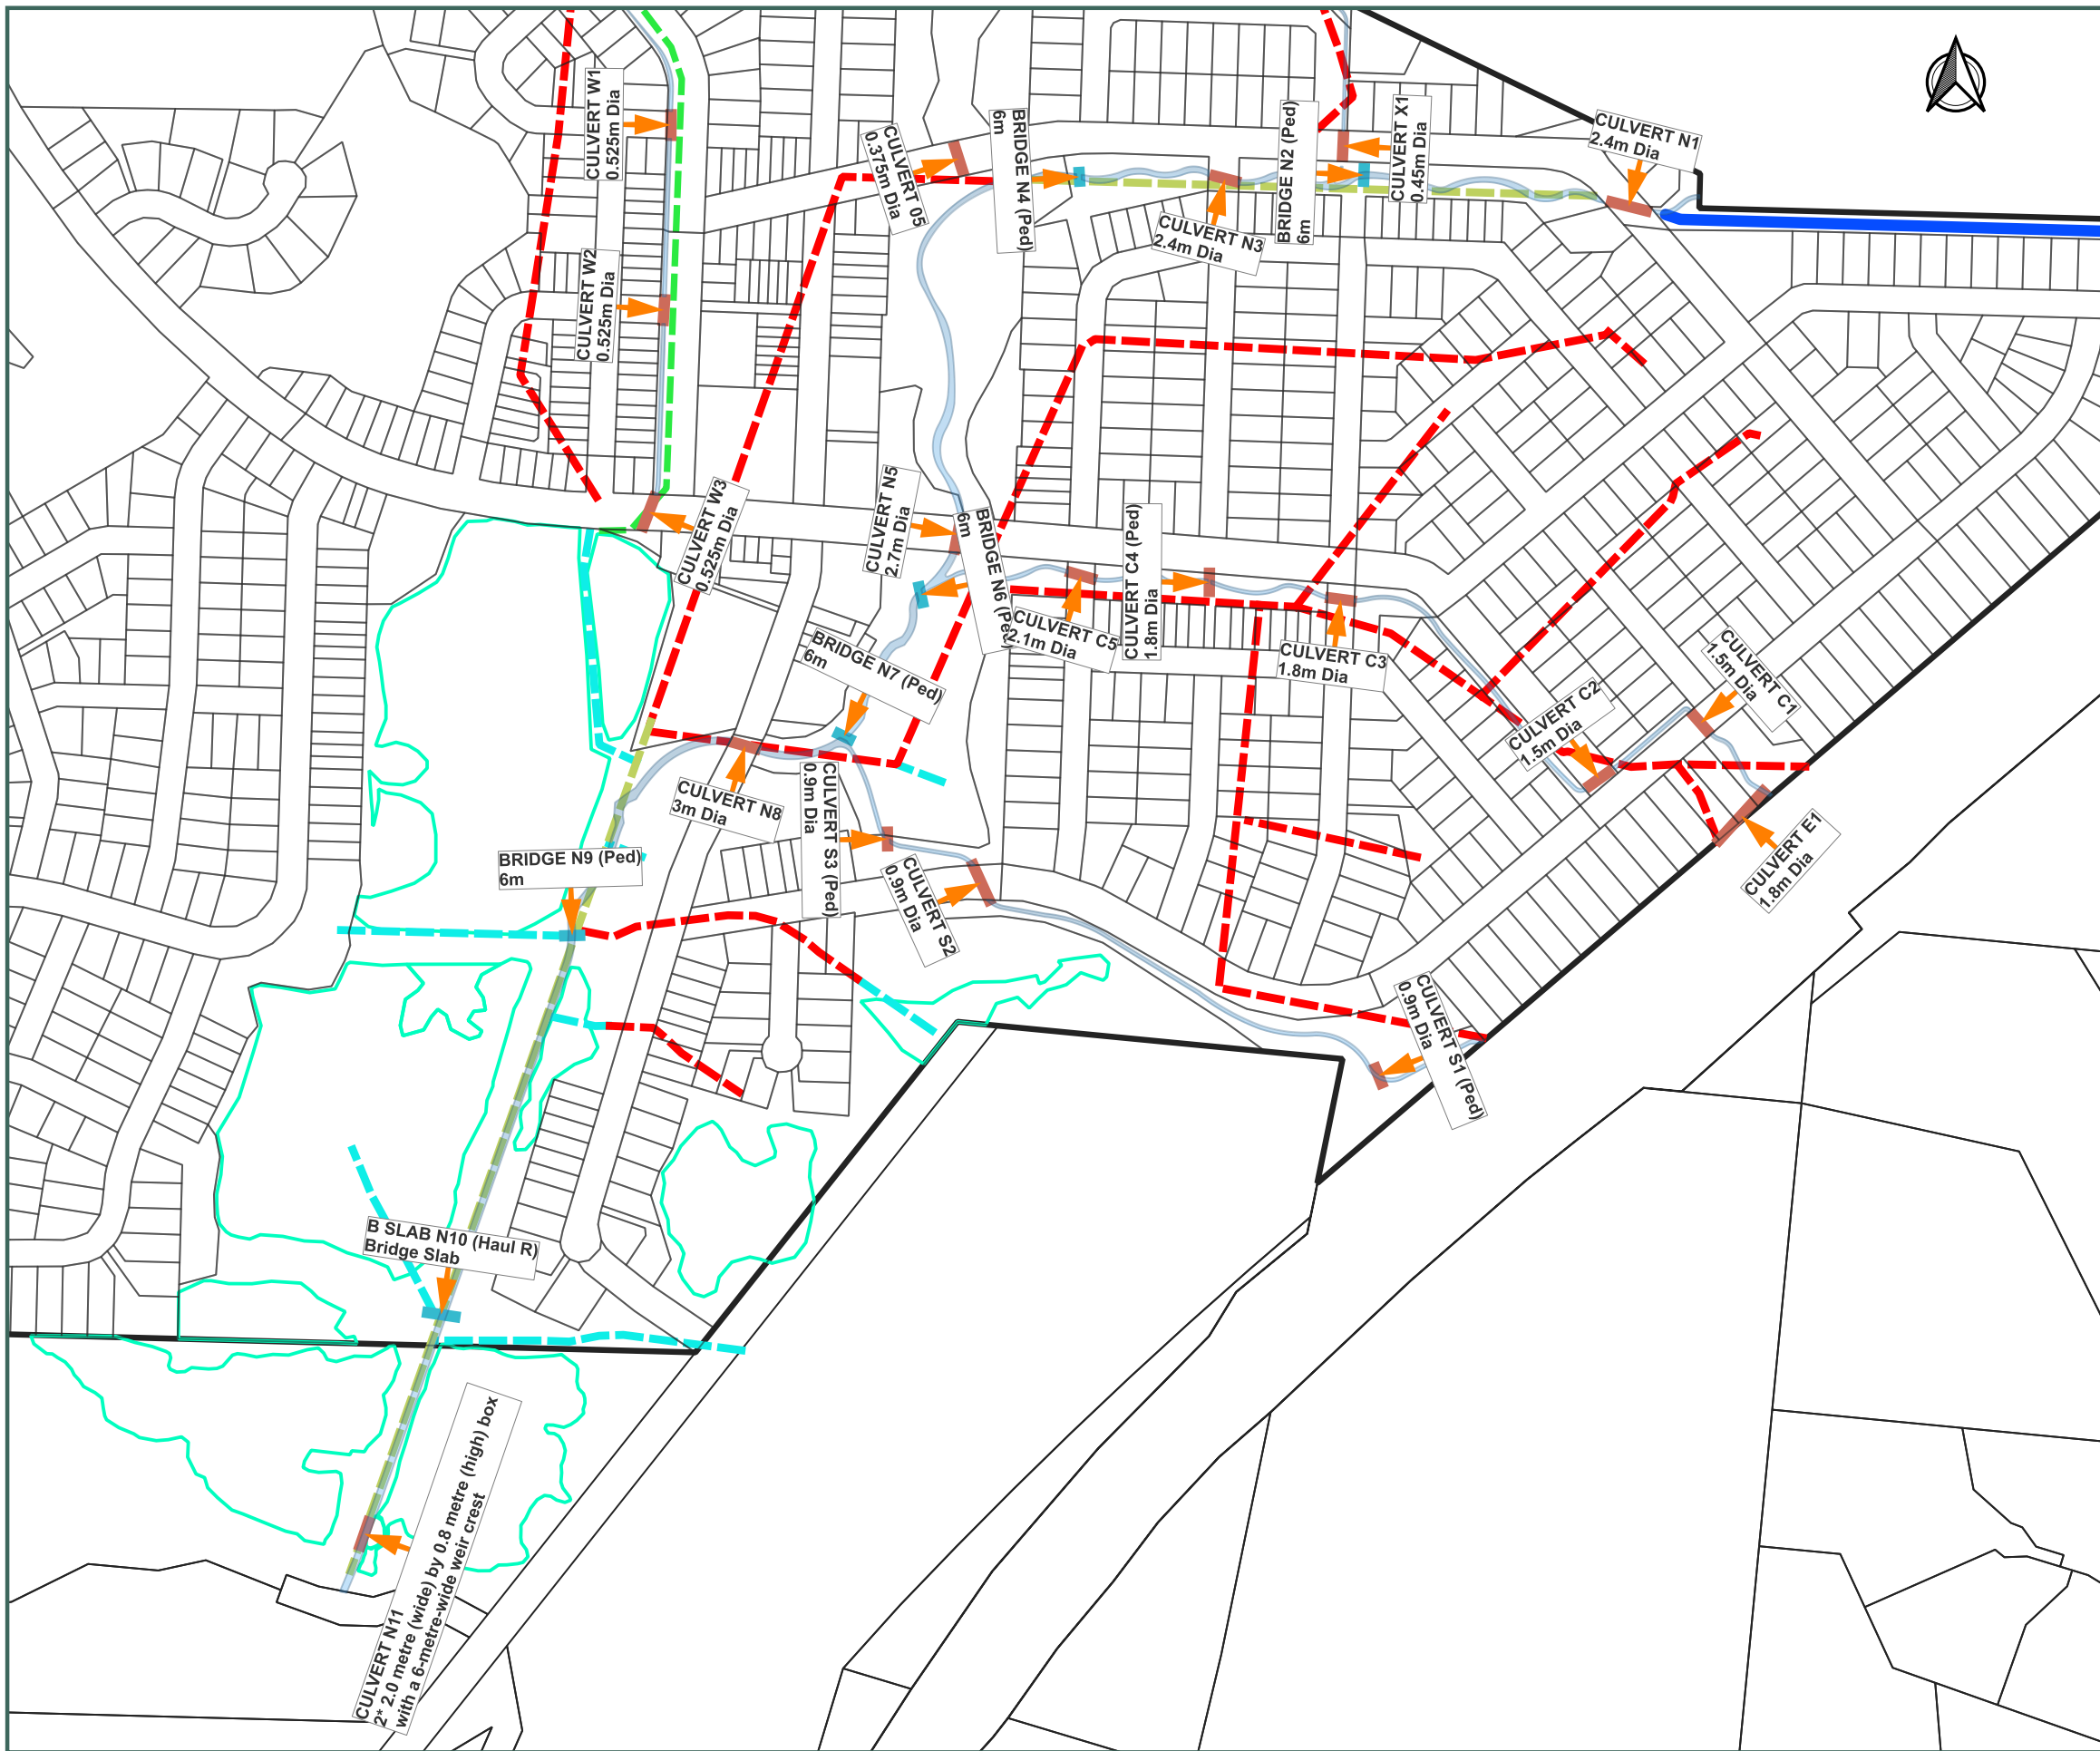 CULVERT W1
0.525m Dia
CULVERT 05
0.375m Dia
BRIDGE N4 (Ped)
6m
BRIDGE N2 (Ped)
6m
CULVERT X1
0.45m Dia
CULVERT N1
2.4m Dia
CULVERT N3
2.4m Dia
CULVERT W2
0.525m Dia
CULVERT W3
0.525m Dia
CULVERT N5
2.7m Dia
BRIDGE N6 (Ped)
6m
CULVERT C4 (Ped)
1.8m Dia
CULVERT C5
2.1m Dia
CULVERT C3
1.8m Dia
BRIDGE N7 (Ped)
6m
CULVERT C2
1.5m Dia
CULVERT C1
1.5m Dia
CULVERT N8
3m Dia
CULVERT S3 (Ped)
0.9m Dia
CULVERT E1
1.8m Dia
BRIDGE N9 (Ped)
6m
CULVERT S2
0.9m Dia
CULVERT S1 (Ped)
0.9m Dia
B SLAB N10 (Haul R)
Bridge Slab
CULVERT N11
2* 2.0 metre (wide) by 0.8 metre (high) box
with a 6-metre-wide weir crest